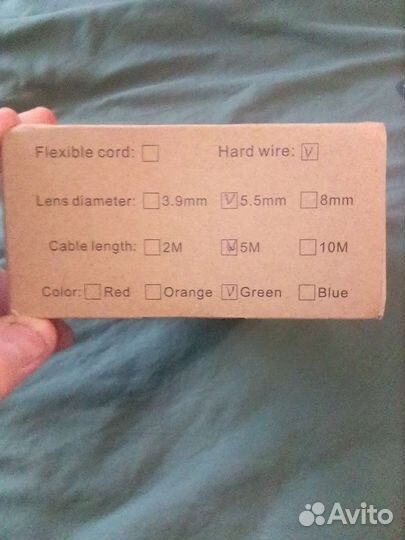 Flexible cord: ☐ Hard wire: ☑
Lens diameter: ☐ 3.9mm ☑ 5.5mm ☐ 8mm
Cable length: ☐ 2M ☑ 5M ☐ 10M
Color: ☐ Red ☐ Orange ☑ Green ☐ Blue
Avito